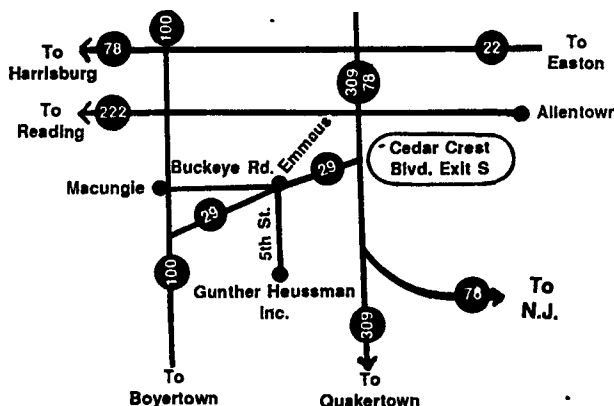 100
To
Harrisburg
78
22
To
Easton
309
78
To
Reading
222
Allentown
Cedar Crest
Blvd. Exit S
Emmaus
Buckeye Rd.
29
Macungie
29
5th St.
100
Gunther Heussman
Inc.
78
To
N.J.
309
To
Boyertown
To
Quakertown